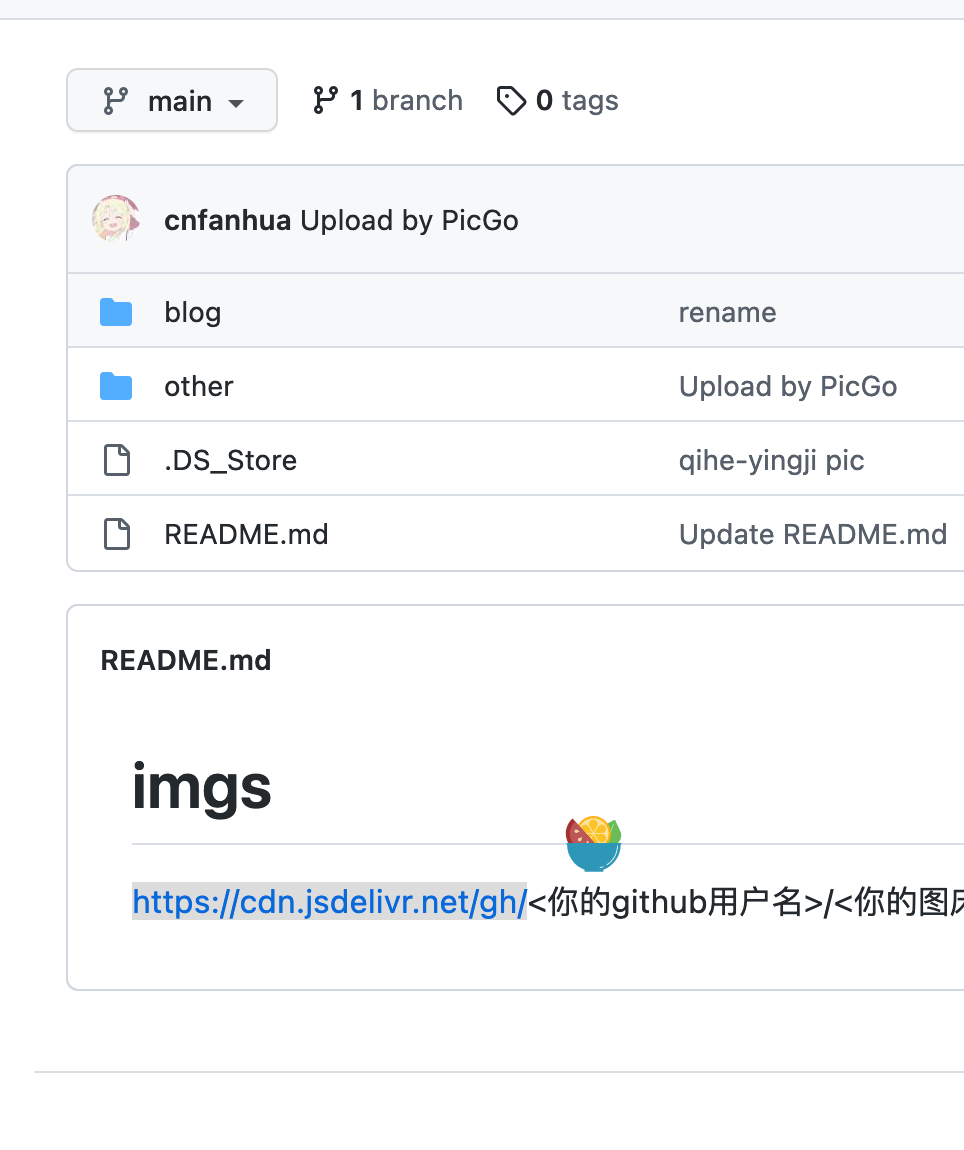 main
1 branch
0 tags
cnfanhua Upload by PicGo
blog rename
other Upload by PicGo
.DS_Store qihe-yingji pic
README.md Update README.md
README.md
imgs
https://cdn.jsdelivr.net/gh/<你的github用户名>/<你的图